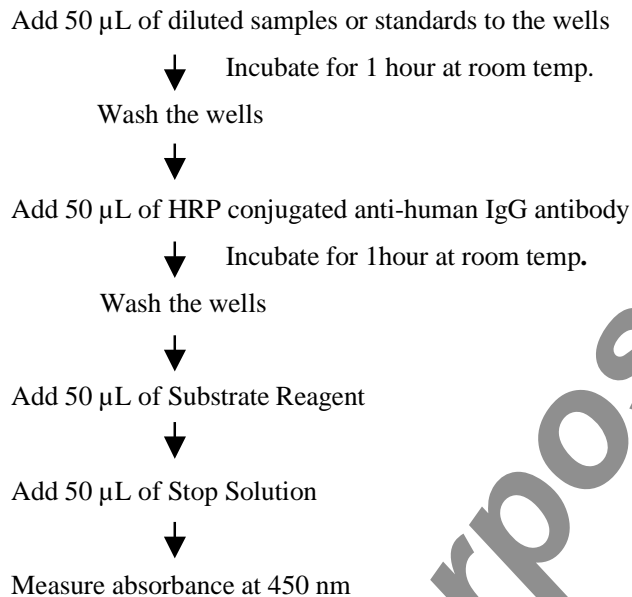 Add 50 µL of diluted samples or standards to the wells
Incubate for 1 hour at room temp.
Wash the wells
Add 50 µL of HRP conjugated anti-human IgG antibody
Incubate for 1hour at room temp.
Wash the wells
Add 50 µL of Substrate Reagent
Add 50 µL of Stop Solution
Measure absorbance at 450 nm